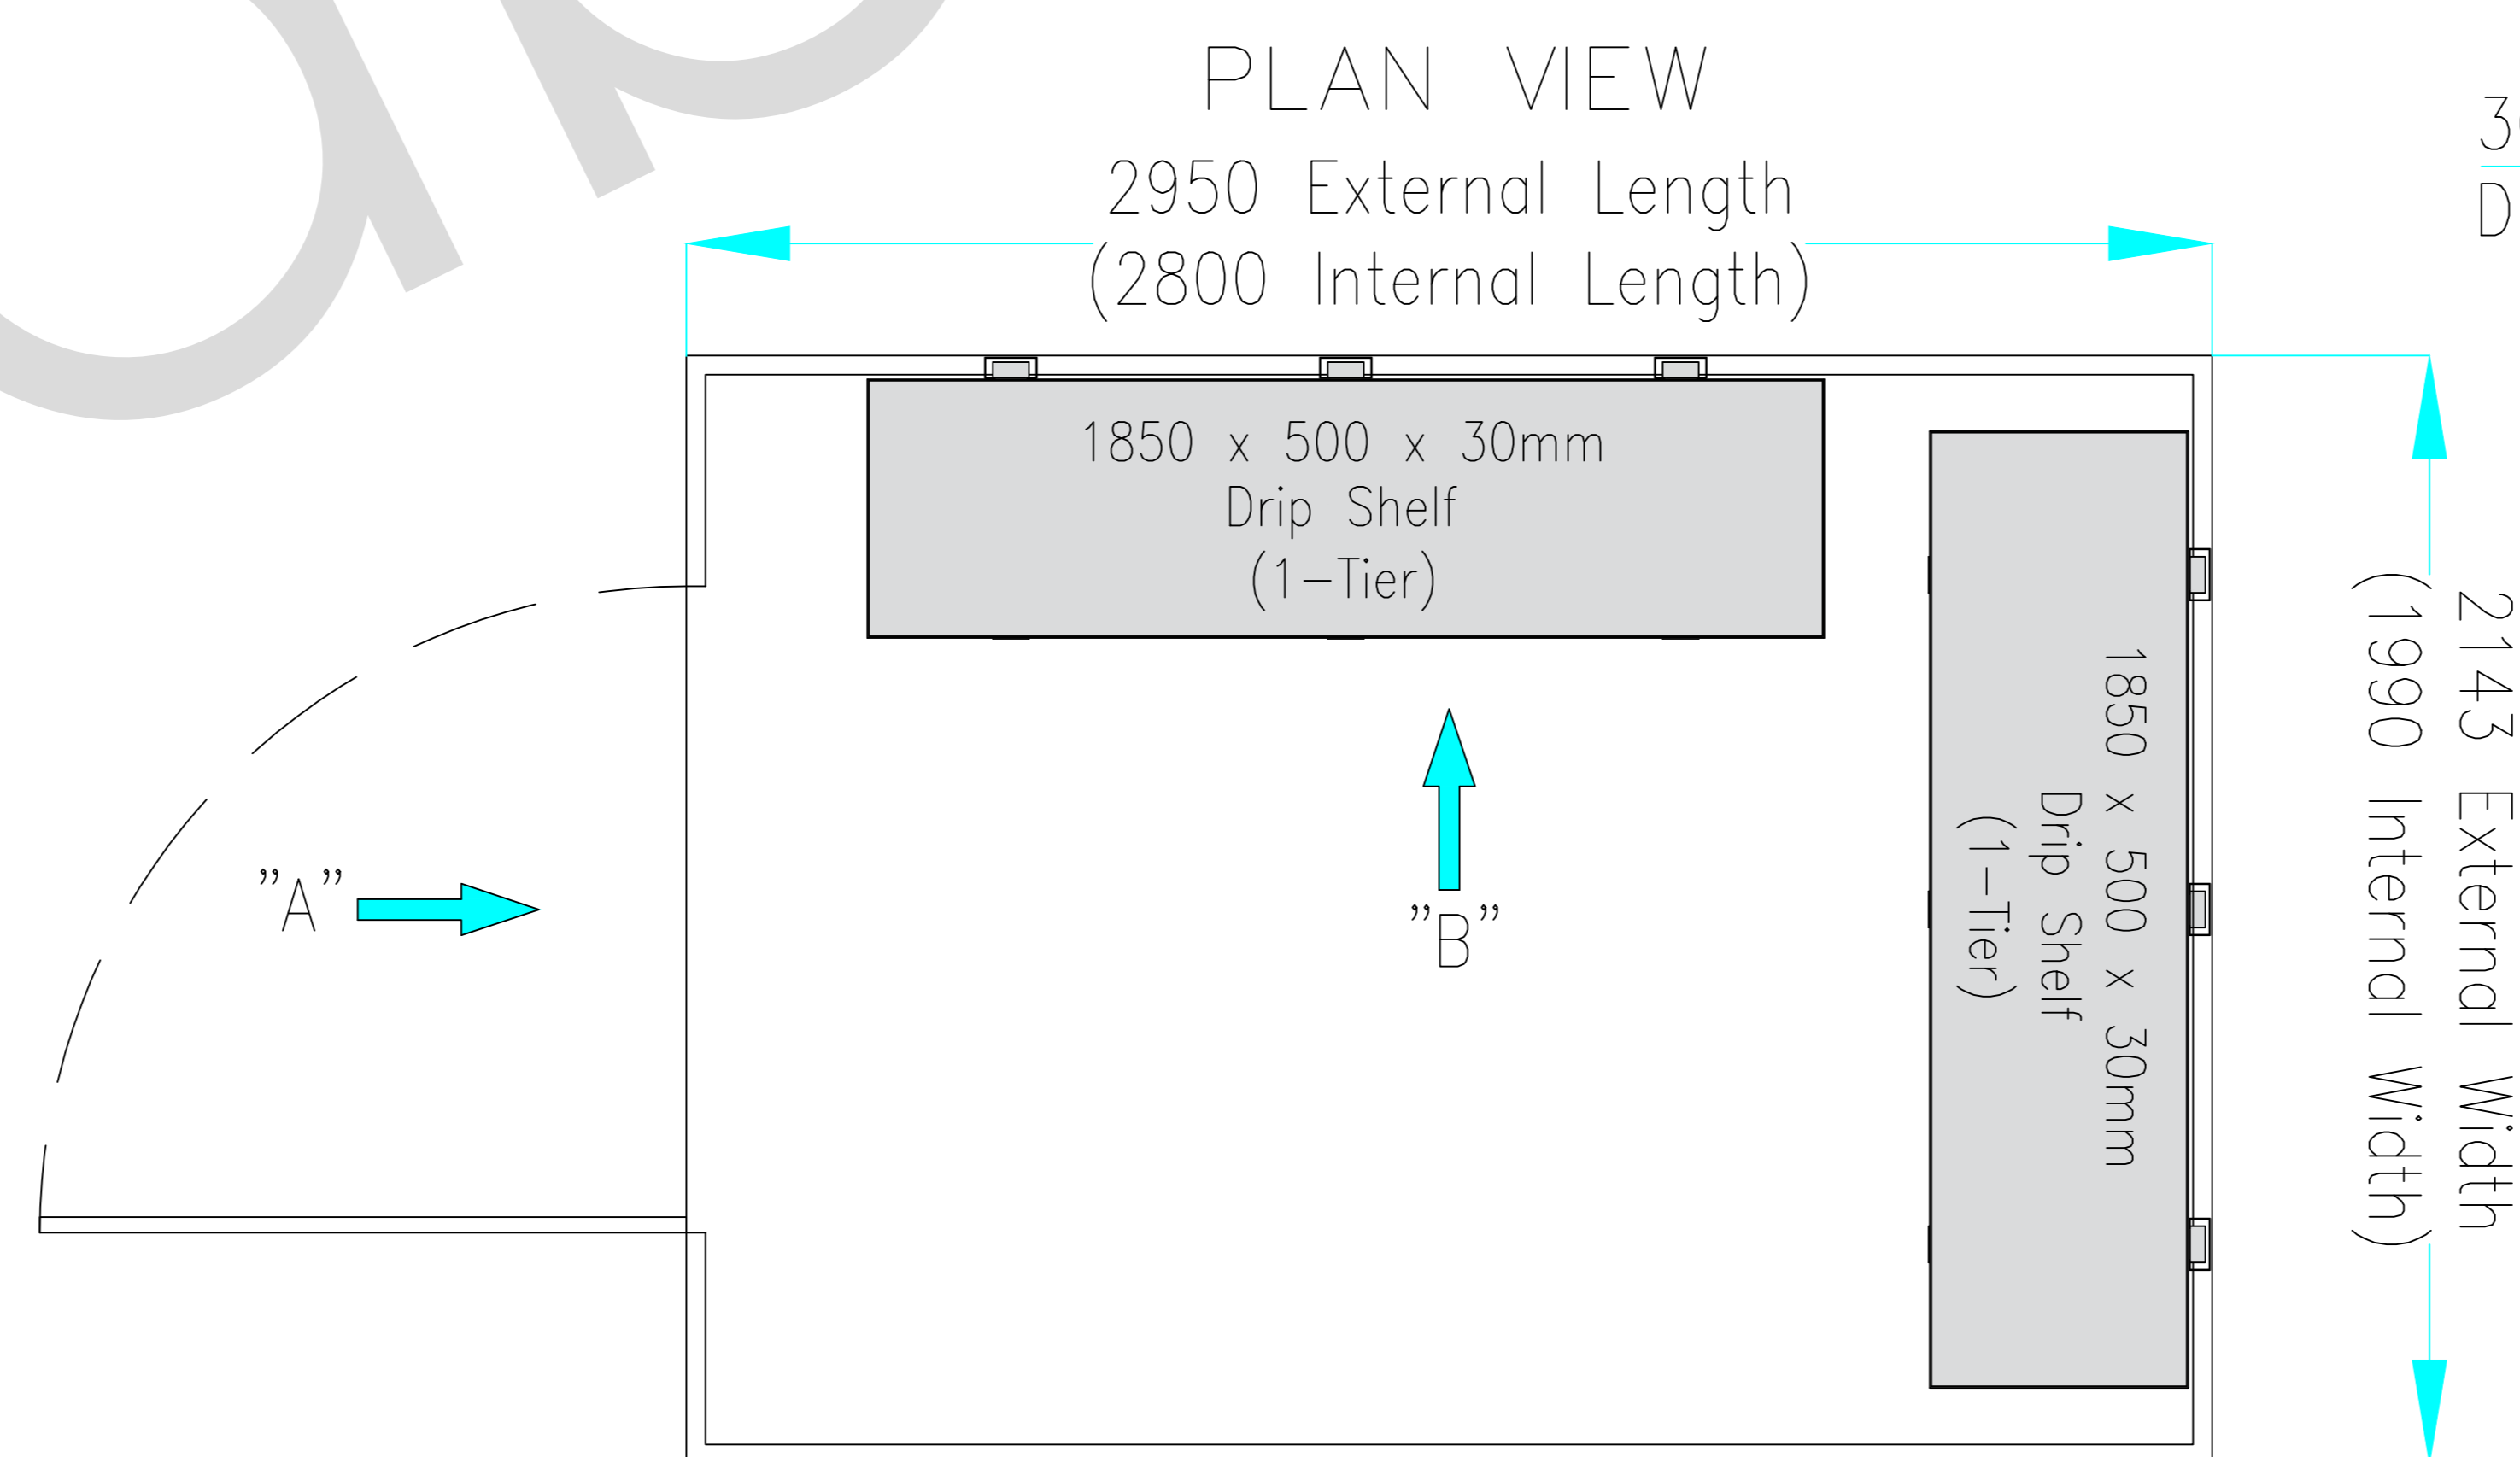 PLAN VIEW
2950 External Length
(2800 Internal Length)
1850 x 500 x 30mm
Drip Shelf
(1-Tier)
1850 x 500 x 30mm
Drip Shelf
(1-Tier)
2143 External Width
(1990 Internal Width)
"A"
"B"